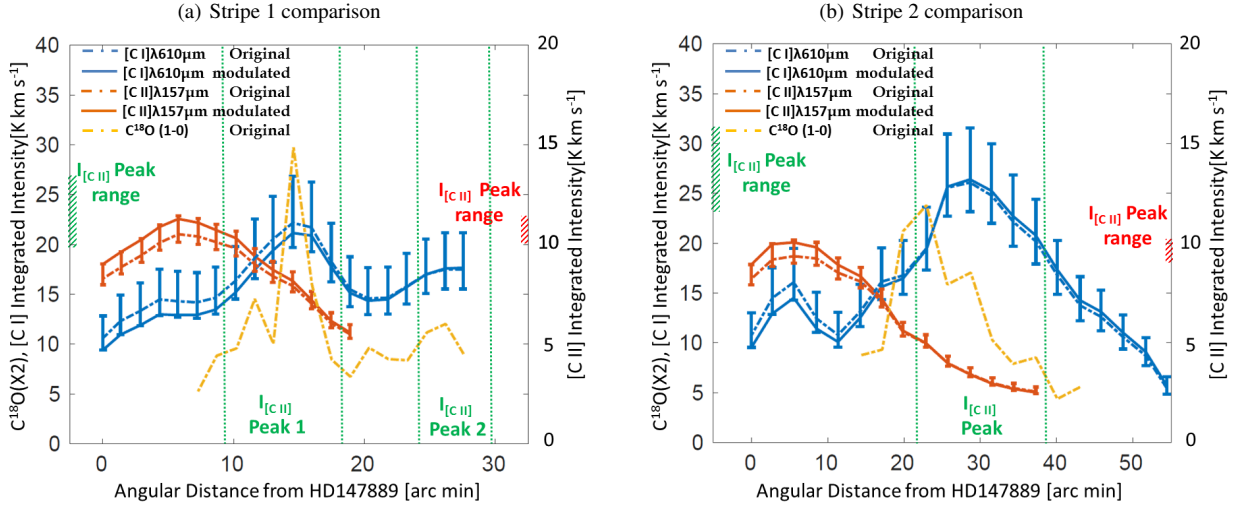 (a) Stripe 1 comparison
[C I]λ610μm Original
[C I]λ610μm modulated
[C II]λ157μm Original
[C II]λ157μm modulated
C¹⁸O (1-0) Original
I[C II] Peak
range
I[C II] Peak
range
I[C II]
Peak 1
I[C II]
Peak 2
40
35
30
25
20
15
10
5
0
20
15
10
5
0
0
10
20
30
C¹⁸O(X2), [C I] Integrated Intensity[K km s⁻¹]
[C II] Integrated Intensity[K km s⁻¹]
Angular Distance from HD147889 [arc min]
(b) Stripe 2 comparison
[C I]λ610μm Original
[C I]λ610μm modulated
[C II]λ157μm Original
[C II]λ157μm modulated
C¹⁸O (1-0) Original
I[C II] Peak
range
I[C II] Peak
range
I[C II]
Peak
40
35
30
25
20
15
10
5
0
20
15
10
5
0
0
10
20
30
40
50
C¹⁸O(X2), [C I] Integrated Intensity[K km s⁻¹]
[C II] Integrated Intensity[K km s⁻¹]
Angular Distance from HD147889 [arc min]